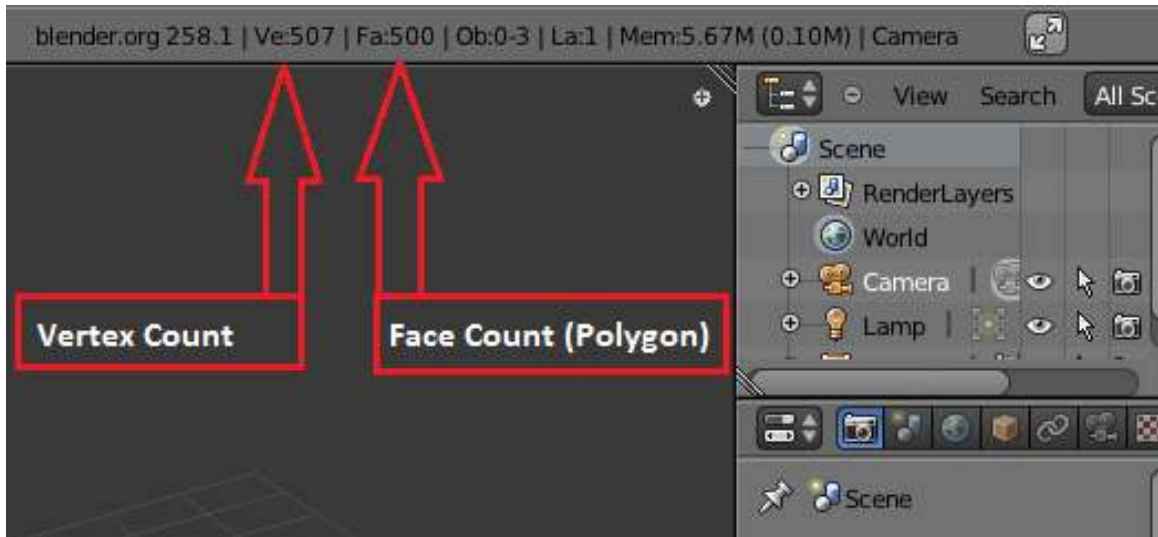 blender.org 258.1 | Ve:507 | Fa:500 | Ob:0-3 | La:1 | Mem:5.67M (0.10M) | Camera
View Search All Sc
Scene
RenderLayers
World
Camera
Lamp
Vertex Count
Face Count (Polygon)
Scene